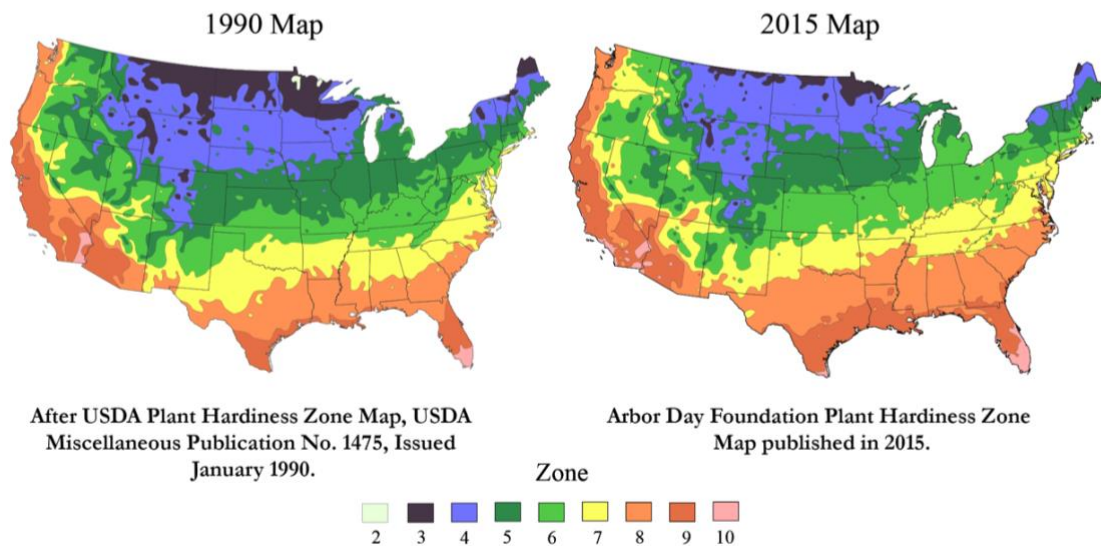 1990 Map
2015 Map
After USDA Plant Hardiness Zone Map, USDA
Miscellaneous Publication No. 1475, Issued
January 1990.
Arbor Day Foundation Plant Hardiness Zone
Map published in 2015.
Zone
2 3 4 5 6 7 8 9 10